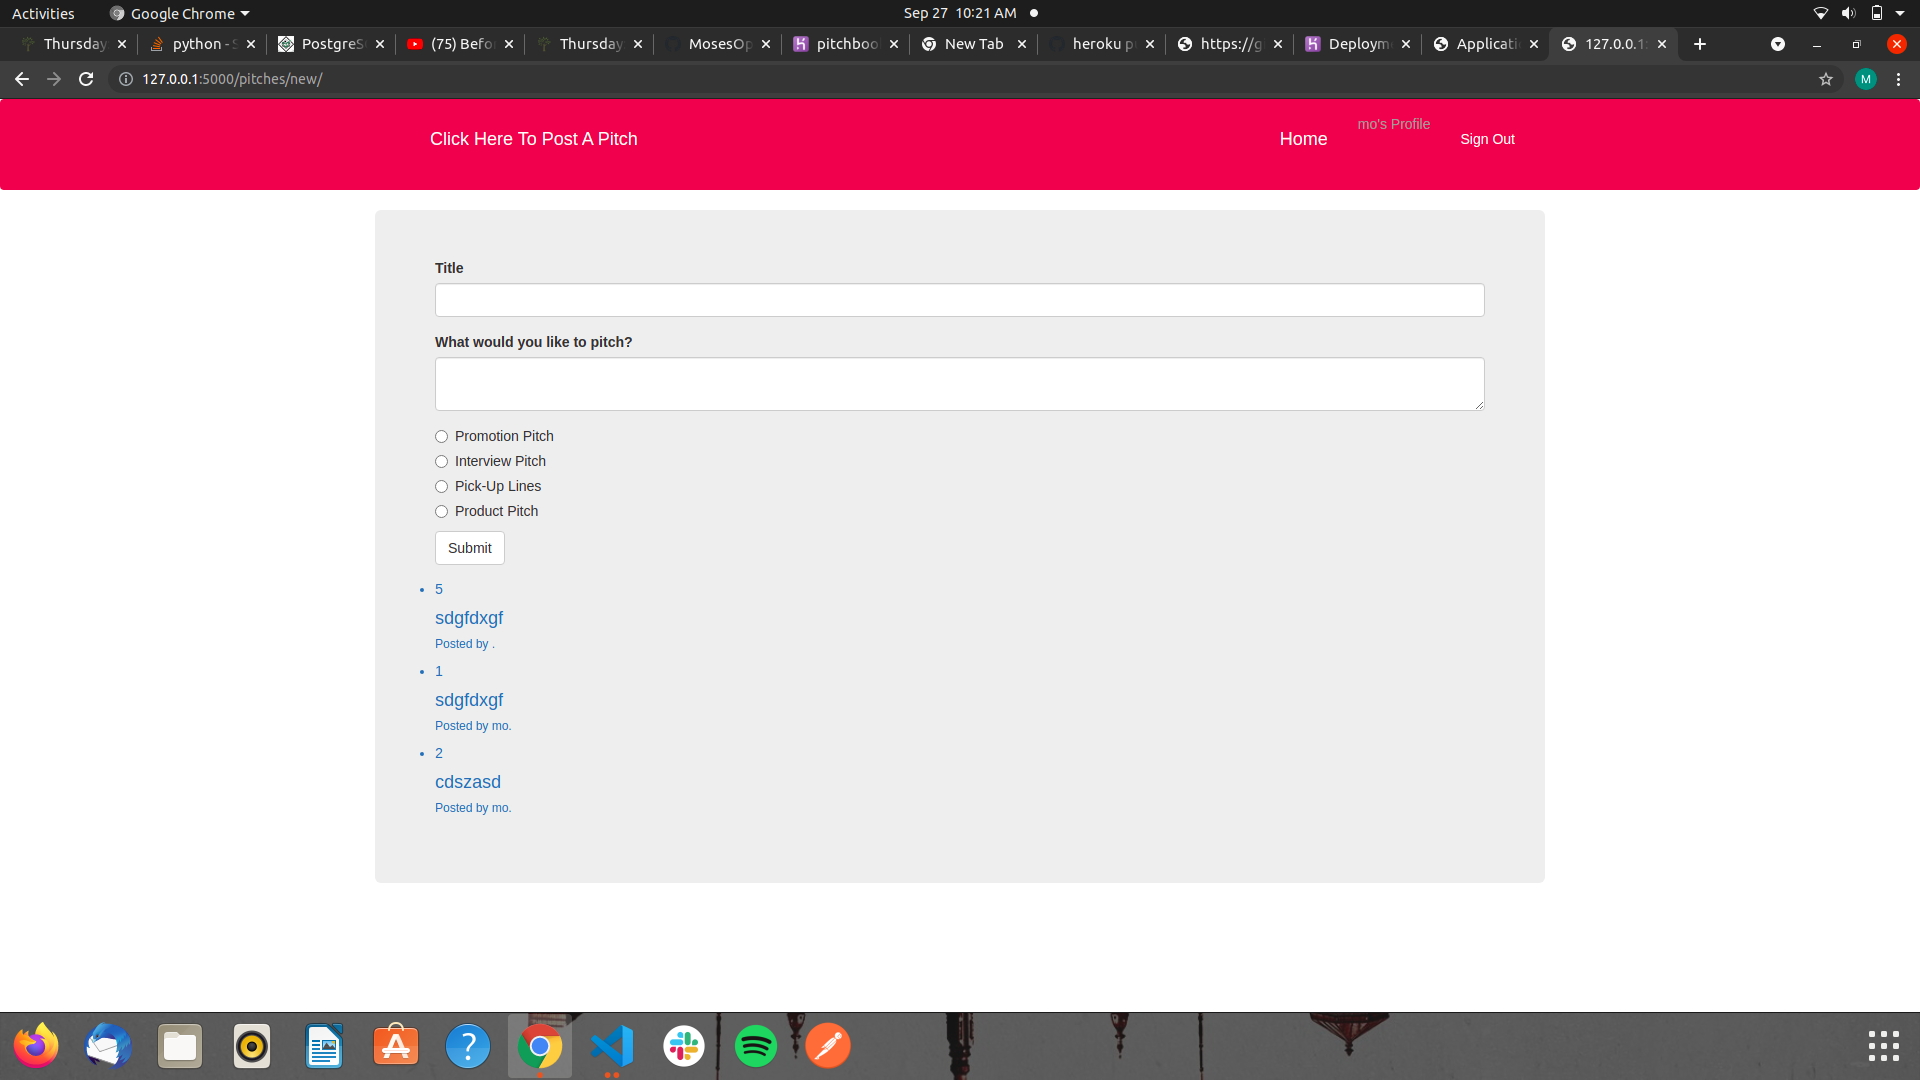 Activities
Google Chrome
Sep 27 10:21 AM
Thursday
python - S
PostgreS
(75) Befo
Thursday
MosesOp
pitchboo
New Tab
heroku p
https://g
Deploym
Applicati
127.0.0.1:
127.0.0.1:5000/pitches/new/
M
Click Here To Post A Pitch
Home
mo's Profile
Sign Out
Title
What would you like to pitch?
Promotion Pitch
Interview Pitch
Pick-Up Lines
Product Pitch
Submit
5
sdgfdxgf
Posted by .
1
sdgfdxgf
Posted by mo.
2
cdszasd
Posted by mo.